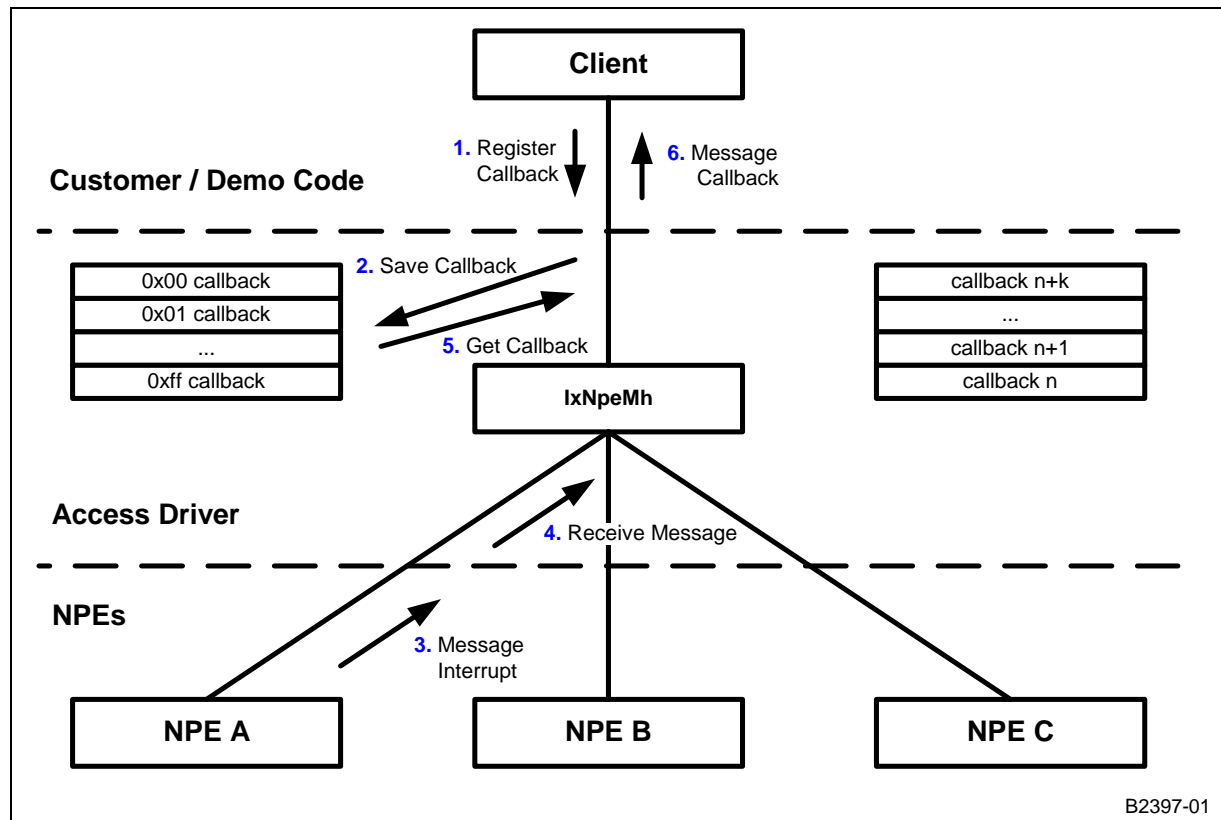 Client
1. Register
Callback
6. Message
Callback
Customer / Demo Code
2. Save Callback
0x00 callback
0x01 callback
...
0xff callback
callback n+k
...
callback n+1
callback n
5. Get Callback
IxNpeMh
Access Driver
4. Receive Message
NPEs
3. Message
Interrupt
NPE A
NPE B
NPE C
B2397-01